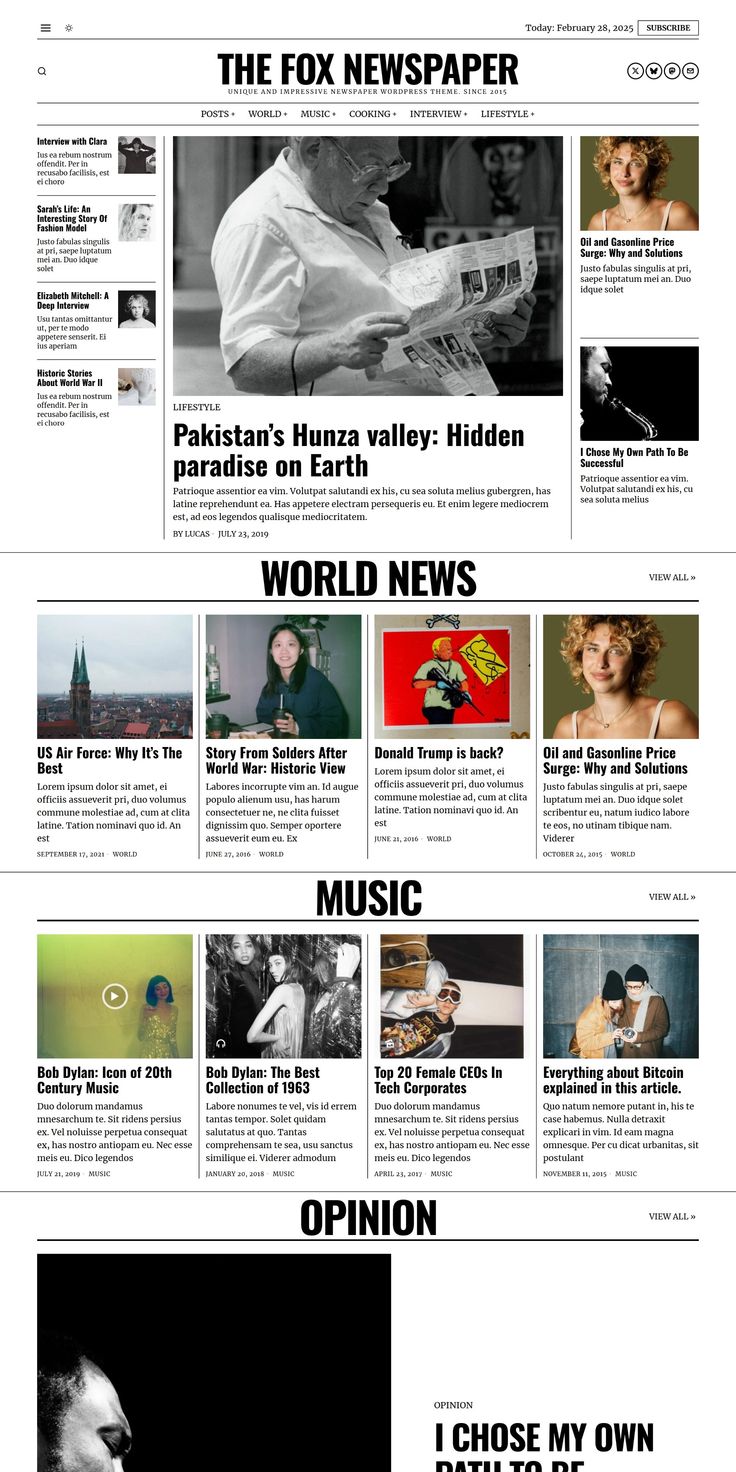 Today: February 28, 2025
SUBSCRIBE
THE FOX NEWSPAPER
UNIQUE AND IMPRESSIVE NEWSPAPER WORDPRESS THEME. SINCE 2015
POSTS + WORLD + MUSIC + COOKING + INTERVIEW + LIFESTYLE +
Interview with Clara
Ius ea rebum nostrum
offendit. Per in
recusabo facilisis, est
ei choro
Sarah's Life: An
Interesting Story Of
Fashion Model
Justo fabulas singulis
at pri, saepe luptatum
mei an. Duo idque
solet
Elizabeth Mitchell: A
Deep Interview
Usu tantas omittantur
ut, per te modo
appetere senserit. Ei
ius aperiam
Historic Stories
About World War II
Ius ea rebum nostrum
offendit. Per in
recusabo facilisis, est
ei choro
LIFESTYLE
Pakistan's Hunza valley: Hidden
paradise on Earth
Patrioque assentior ea vim. Volutpat salutandi ex his, cu sea soluta melius gubergren, has
latine reprehendunt ea. Has appetere electram persequeris eu. Et enim legere mediocrem
est, ad eos legendos qualisque mediocritatem.
BY LUCAS · JULY 23, 2019
Oil and Gasonline Price
Surge: Why and Solutions
Justo fabulas singulis at pri,
saepe luptatum mei an. Duo
idque solet
I Chose My Own Path To Be
Successful
Patrioque assentior ea vim.
Volutpat salutandi ex his, cu
sea soluta melius
WORLD NEWS
VIEW ALL »
US Air Force: Why It's The
Best
Lorem ipsum dolor sit amet, ei
officiis assueverit pri, duo volumus
commune molestiae ad, cum at clita
latine. Tation nominavi quo id. An
est
SEPTEMBER 17, 2021 · WORLD
Story From Solders After
World War: Historic View
Labores incorrupte vim an. Id augue
populo alienum usu, has harum
consectetuer ne, ne clita fuisset
dignissim quo. Semper oportere
assueverit eum eu. Ex
JUNE 27, 2016 · WORLD
Donald Trump is back?
Lorem ipsum dolor sit amet, ei
officiis assueverit pri, duo volumus
commune molestiae ad, cum at clita
latine. Tation nominavi quo id. An
est
JUNE 21, 2016 · WORLD
Oil and Gasonline Price
Surge: Why and Solutions
Justo fabulas singulis at pri, saepe
luptatum mei an. Duo idque solet
scribentur eu, natum iudico labore
te eos, no utinam tibique nam.
Viderer
OCTOBER 24, 2015 · WORLD
MUSIC
VIEW ALL »
Bob Dylan: Icon of 20th
Century Music
Duo dolorum mandamus
mnesarchum te. Sit ridens persius
ex. Vel noluisse perpetua consequat
ex, has nostro antiopam eu. Nec esse
meis eu. Dico legendos
JULY 21, 2019 · MUSIC
Bob Dylan: The Best
Collection of 1963
Labore nonumes te vel, vis id errem
tantas tempor. Solet quidam
salutatus at quo. Tantas
comprehensam te sea, usu sanctus
similique ei. Viderer admodum
JANUARY 20, 2018 · MUSIC
Top 20 Female CEOs In
Tech Corporates
Duo dolorum mandamus
mnesarchum te. Sit ridens persius
ex. Vel noluisse perpetua consequat
ex, has nostro antiopam eu. Nec esse
meis eu. Dico legendos
APRIL 23, 2017 · MUSIC
Everything about Bitcoin
explained in this article.
Quo natum nemore putant in, his te
case habemus. Nulla detraxit
explicari in vim. Id eam magna
omnesque. Per cu dicat urbanitas, sit
postulant
NOVEMBER 11, 2015 · MUSIC
OPINION
VIEW ALL »
OPINION
I CHOSE MY OWN
PATH TO BE